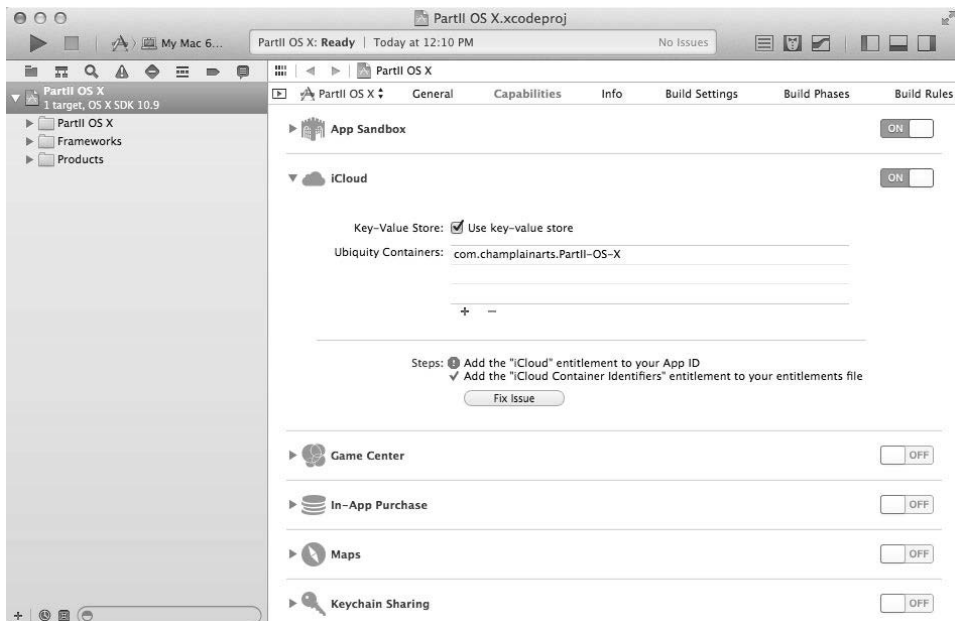 PartII OS X.xcodeproj
My Mac 6...
PartII OS X: Ready | Today at 12:10 PM
No Issues
PartII OS X
PartII OS X
1 target, OS X SDK 10.9
PartII OS X
Frameworks
Products
PartII OS X
General
Capabilities
Info
Build Settings
Build Phases
Build Rules
App Sandbox
ON
iCloud
ON
Key-Value Store: Use key-value store
Ubiquity Containers: com.champlainarts.PartII-OS-X
Steps: Add the "iCloud" entitlement to your App ID
Add the "iCloud Container Identifiers" entitlement to your entitlements file
Fix Issue
Game Center
OFF
In-App Purchase
OFF
Maps
OFF
Keychain Sharing
OFF